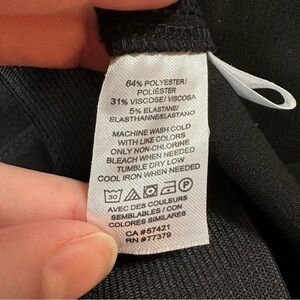 64% POLYESTER/
POLIÉSTER
31% VISCOSE/ VISCOSA
5% ELASTANE/
ELASTHANNE/ELASTANO
MACHINE WASH COLD
WITH LIKE COLORS
ONLY NON-CHLORINE
BLEACH WHEN NEEDED
TUMBLE DRY LOW
COOL IRON WHEN NEEDED
30 P
AVEC DES COULEURS
SEMBLABLES / CON
COLORES SIMILARES
CA #57421
RN #77379